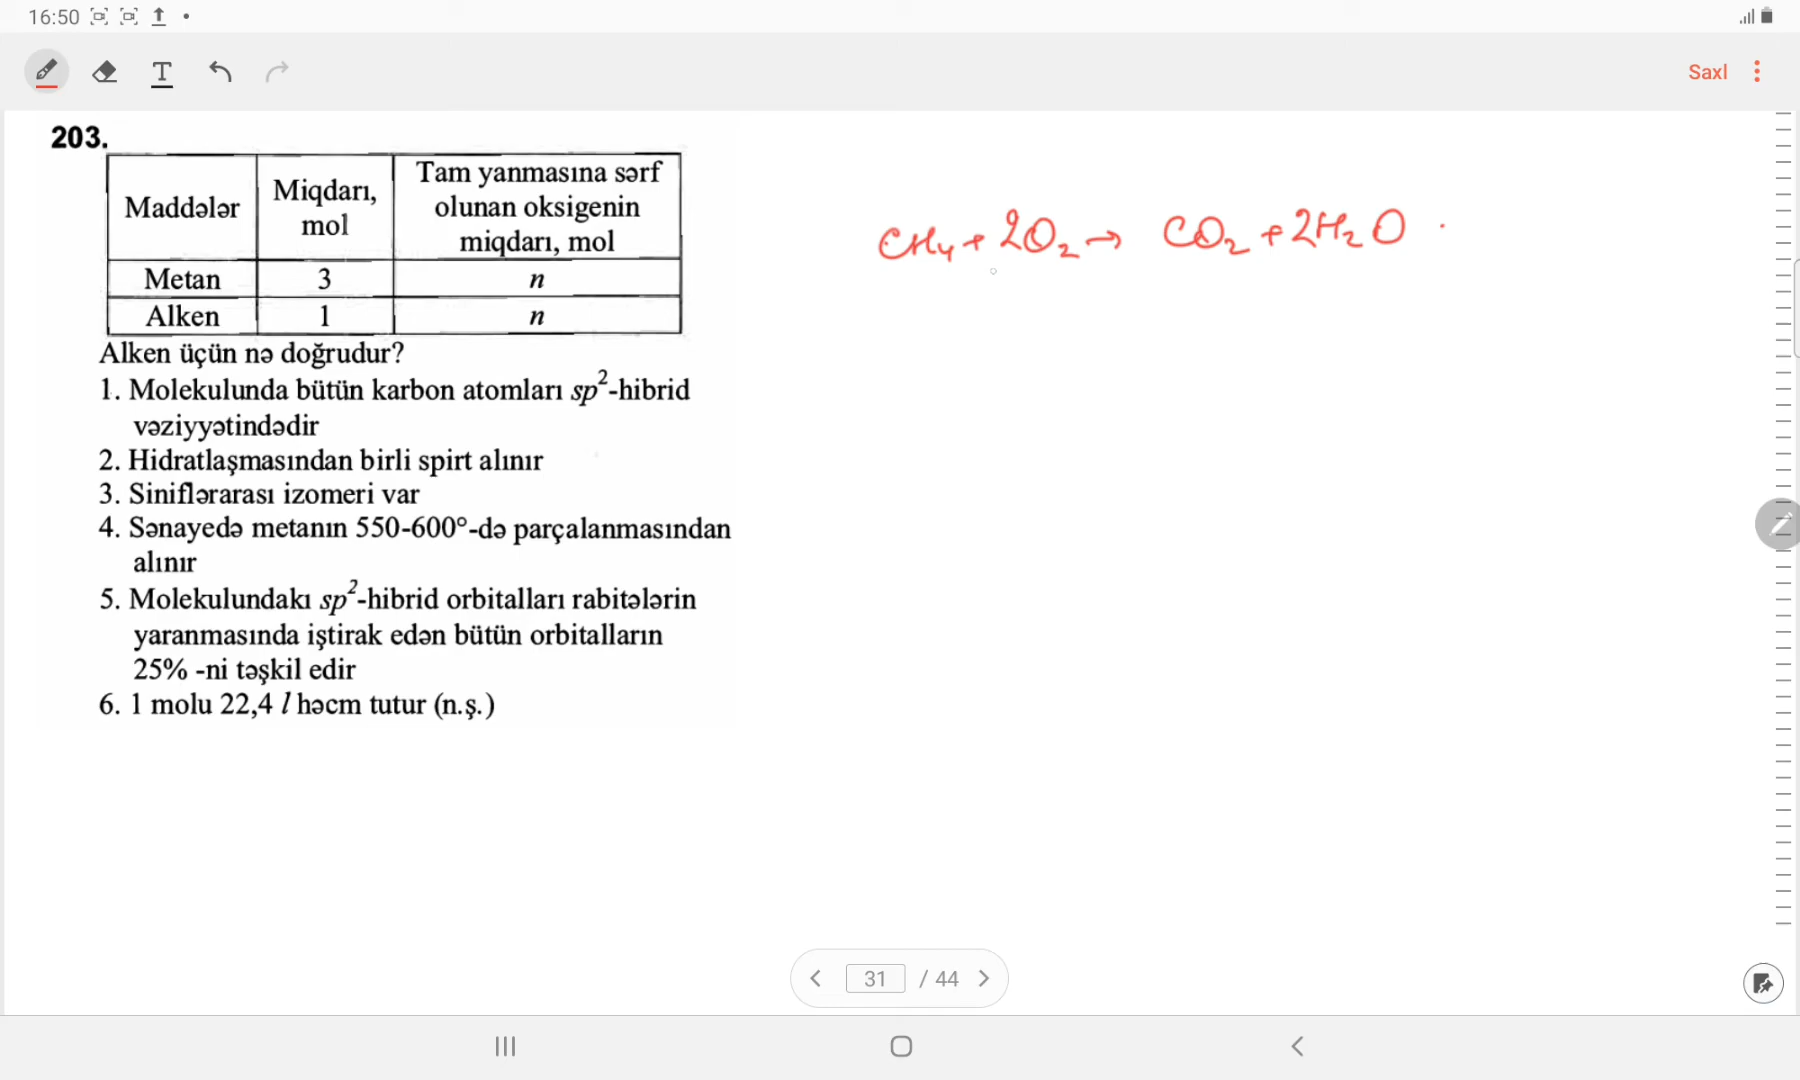 16:50
Saxl
203.
Maddələr | Miqdarı, mol | Tam yanmasına sərf olunan oksigenin miqdarı, mol
Metan | 3 | n
Alken | 1 | n
CH4 + 2O2 → CO2 + 2H2O
Alken üçün nə doğrudur?
1. Molekulunda bütün karbon atomları sp²-hibrid
vəziyyətindədir
2. Hidratlaşmasından birli spirt alınır
3. Siniflərarası izomeri var
4. Sənayedə metanın 550-600°-də parçalanmasından
alınır
5. Molekulundakı sp²-hibrid orbitalları rabitələrin
yaranmasında iştirak edən bütün orbitalların
25% -ni təşkil edir
6. 1 molu 22,4 l həcm tutur (n.ş.)
31 / 44